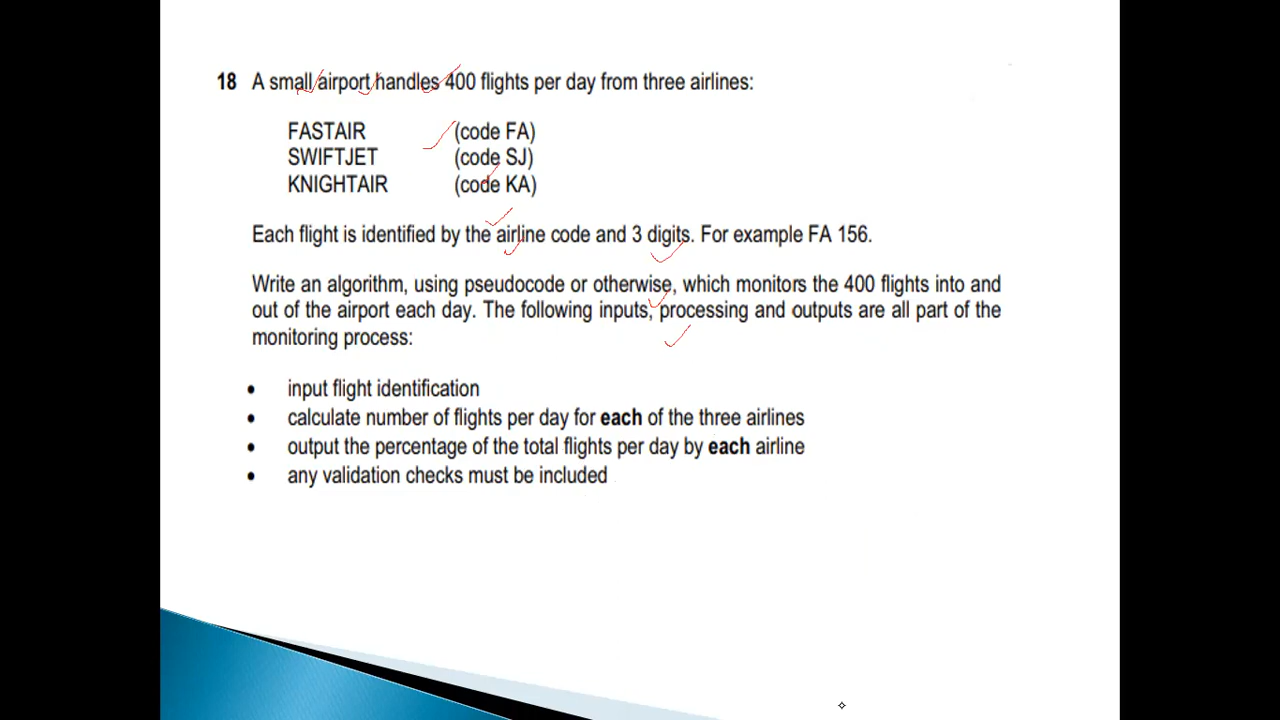 18 A small airport handles 400 flights per day from three airlines:
FASTAIR (code FA)
SWIFTJET (code SJ)
KNIGHTAIR (code KA)
Each flight is identified by the airline code and 3 digits. For example FA 156.
Write an algorithm, using pseudocode or otherwise, which monitors the 400 flights into and
out of the airport each day. The following inputs, processing and outputs are all part of the
monitoring process:
• input flight identification
• calculate number of flights per day for each of the three airlines
• output the percentage of the total flights per day by each airline
• any validation checks must be included